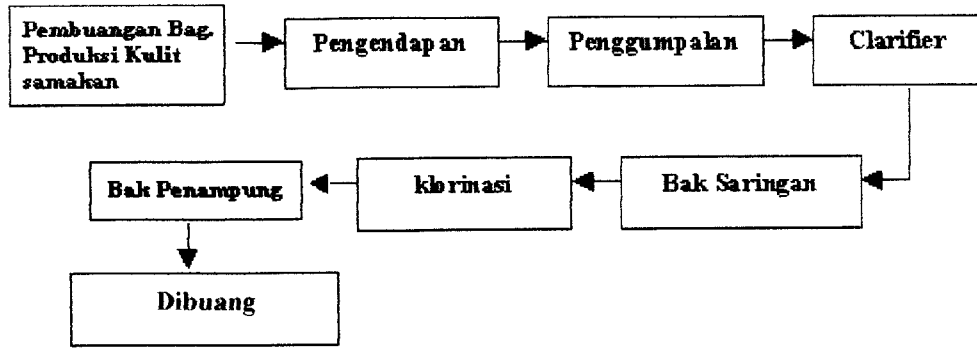 Pembuangan Bag.
Produksi Kulit
samakan
Pengendapan
Penggumpalan
Clarifier
Bak Saringan
klorinasi
Bak Penampung
Dibuang